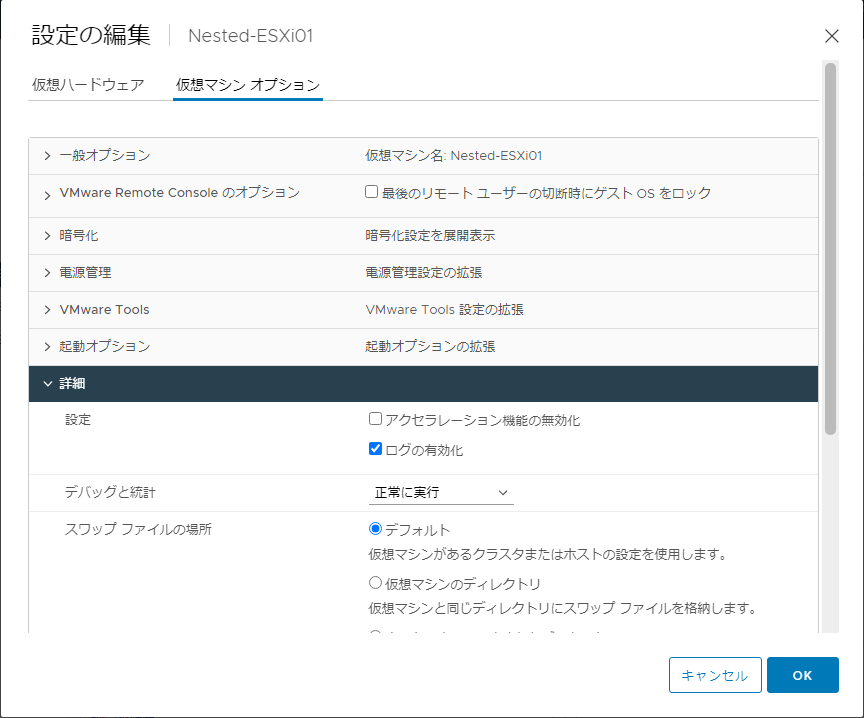 設定の編集 Nested-ESXi01
仮想ハードウェア 仮想マシン オプション
一般オプション 仮想マシン名: Nested-ESXi01
VMware Remote Console のオプション 最後のリモート ユーザーの切断時にゲスト OS をロック
暗号化 暗号化設定を展開表示
電源管理 電源管理設定の拡張
VMware Tools VMware Tools 設定の拡張
起動オプション 起動オプションの拡張
詳細
設定 アクセラレーション機能の無効化
ログの有効化
デバッグと統計 正常に実行
スワップ ファイルの場所 デフォルト
仮想マシンがあるクラスタまたはホストの設定を使用します。
仮想マシンのディレクトリ
仮想マシンと同じディレクトリにスワップ ファイルを格納します。
キャンセル OK